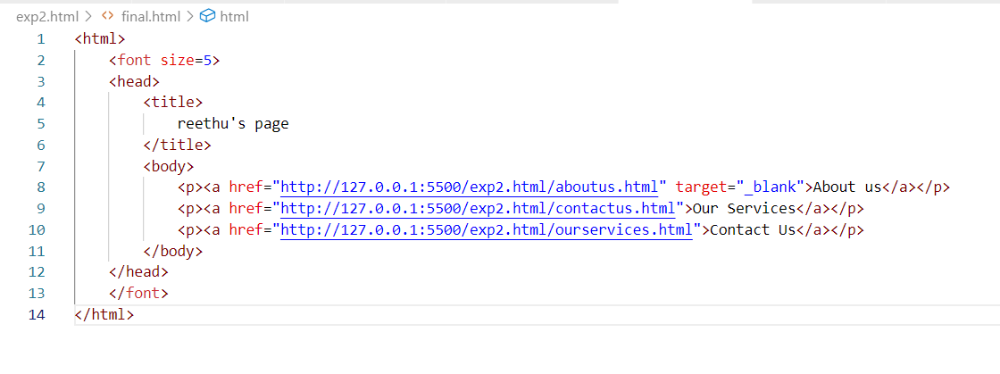 exp2.html > <> final.html > html
1 <html>
2 <font size=5>
3 <head>
4 <title>
5 reethu's page
6 </title>
7 <body>
8 <p><a href="http://127.0.0.1:5500/exp2.html/aboutus.html" target="_blank">About us</a></p>
9 <p><a href="http://127.0.0.1:5500/exp2.html/contactus.html">Our Services</a></p>
10 <p><a href="http://127.0.0.1:5500/exp2.html/ourservices.html">Contact Us</a></p>
11 </body>
12 </head>
13 </font>
14 </html>